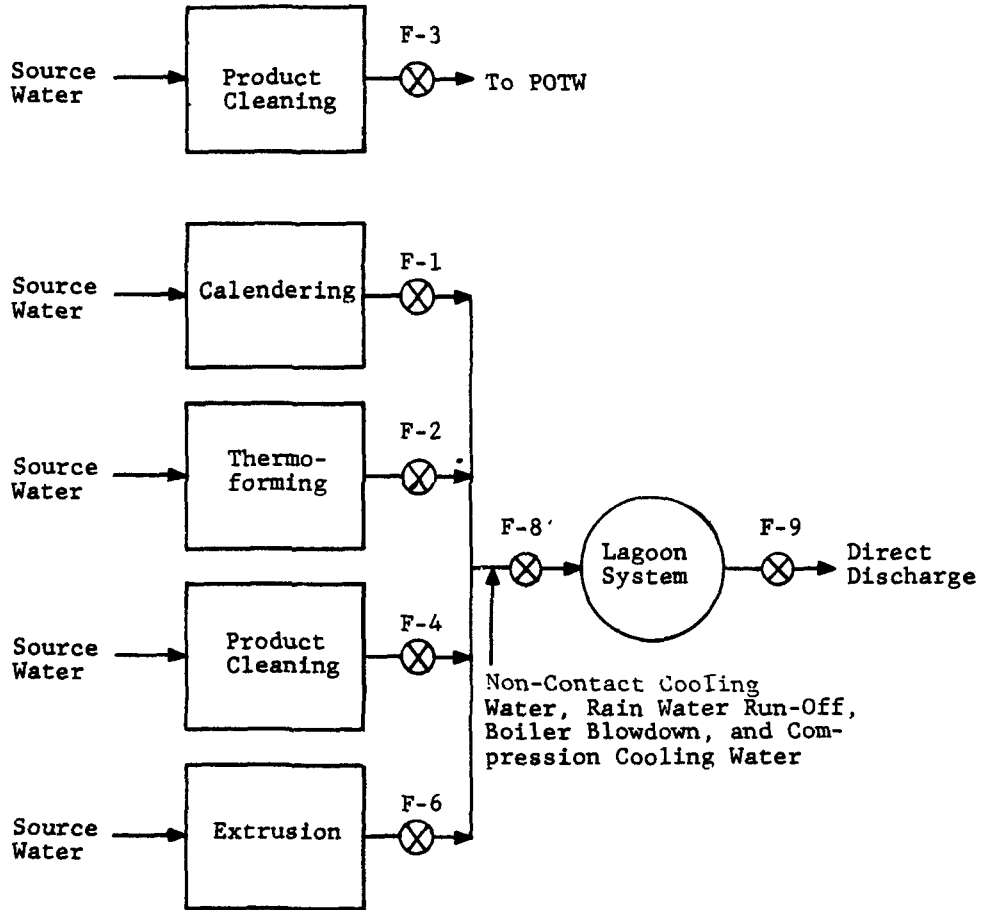 F-3
Source
Water
Product
Cleaning
To POTW
F-1
Source
Water
Calendering
F-2
Source
Water
Thermo-
forming
F-8
Lagoon
System
F-9
Direct
Discharge
F-4
Source
Water
Product
Cleaning
Non-Contact Cooling
Water, Rain Water Run-Off,
Boiler Blowdown, and Com-
pression Cooling Water
F-6
Source
Water
Extrusion